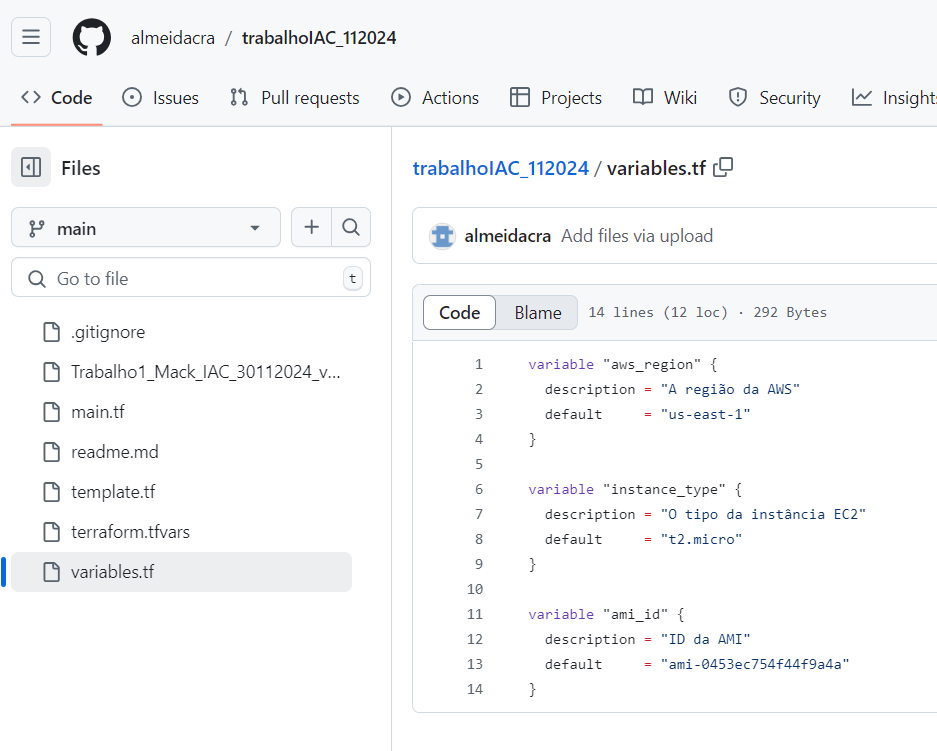 almeidacra / trabalhoIAC_112024
Code Issues Pull requests Actions Projects Wiki Security Insights
Files
main
Go to file t
.gitignore
Trabalho1_Mack_IAC_30112024_v...
main.tf
readme.md
template.tf
terraform.tfvars
variables.tf
trabalhoIAC_112024 / variables.tf
almeidacra Add files via upload
Code Blame 14 lines (12 loc) · 292 Bytes
1 variable "aws_region" {
2   description = "A região da AWS"
3   default     = "us-east-1"
4 }
5
6 variable "instance_type" {
7   description = "O tipo da instância EC2"
8   default     = "t2.micro"
9 }
10
11 variable "ami_id" {
12   description = "ID da AMI"
13   default     = "ami-0453ec754f44f9a4a"
14 }